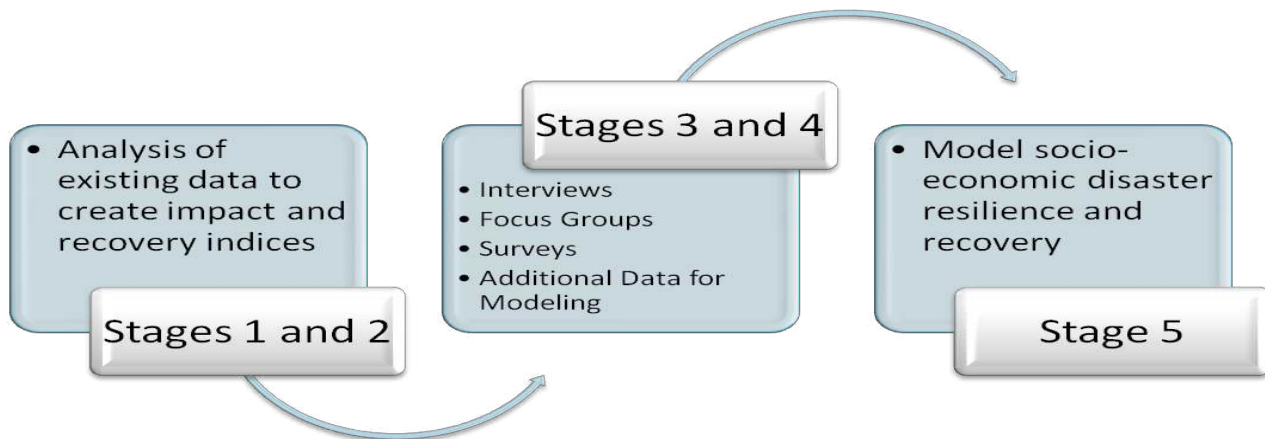 • Analysis of
existing data to
create impact and
recovery indices
Stages 1 and 2
Stages 3 and 4
• Interviews
• Focus Groups
• Surveys
• Additional Data for
Modeling
• Model socio-
economic disaster
resilience and
recovery
Stage 5